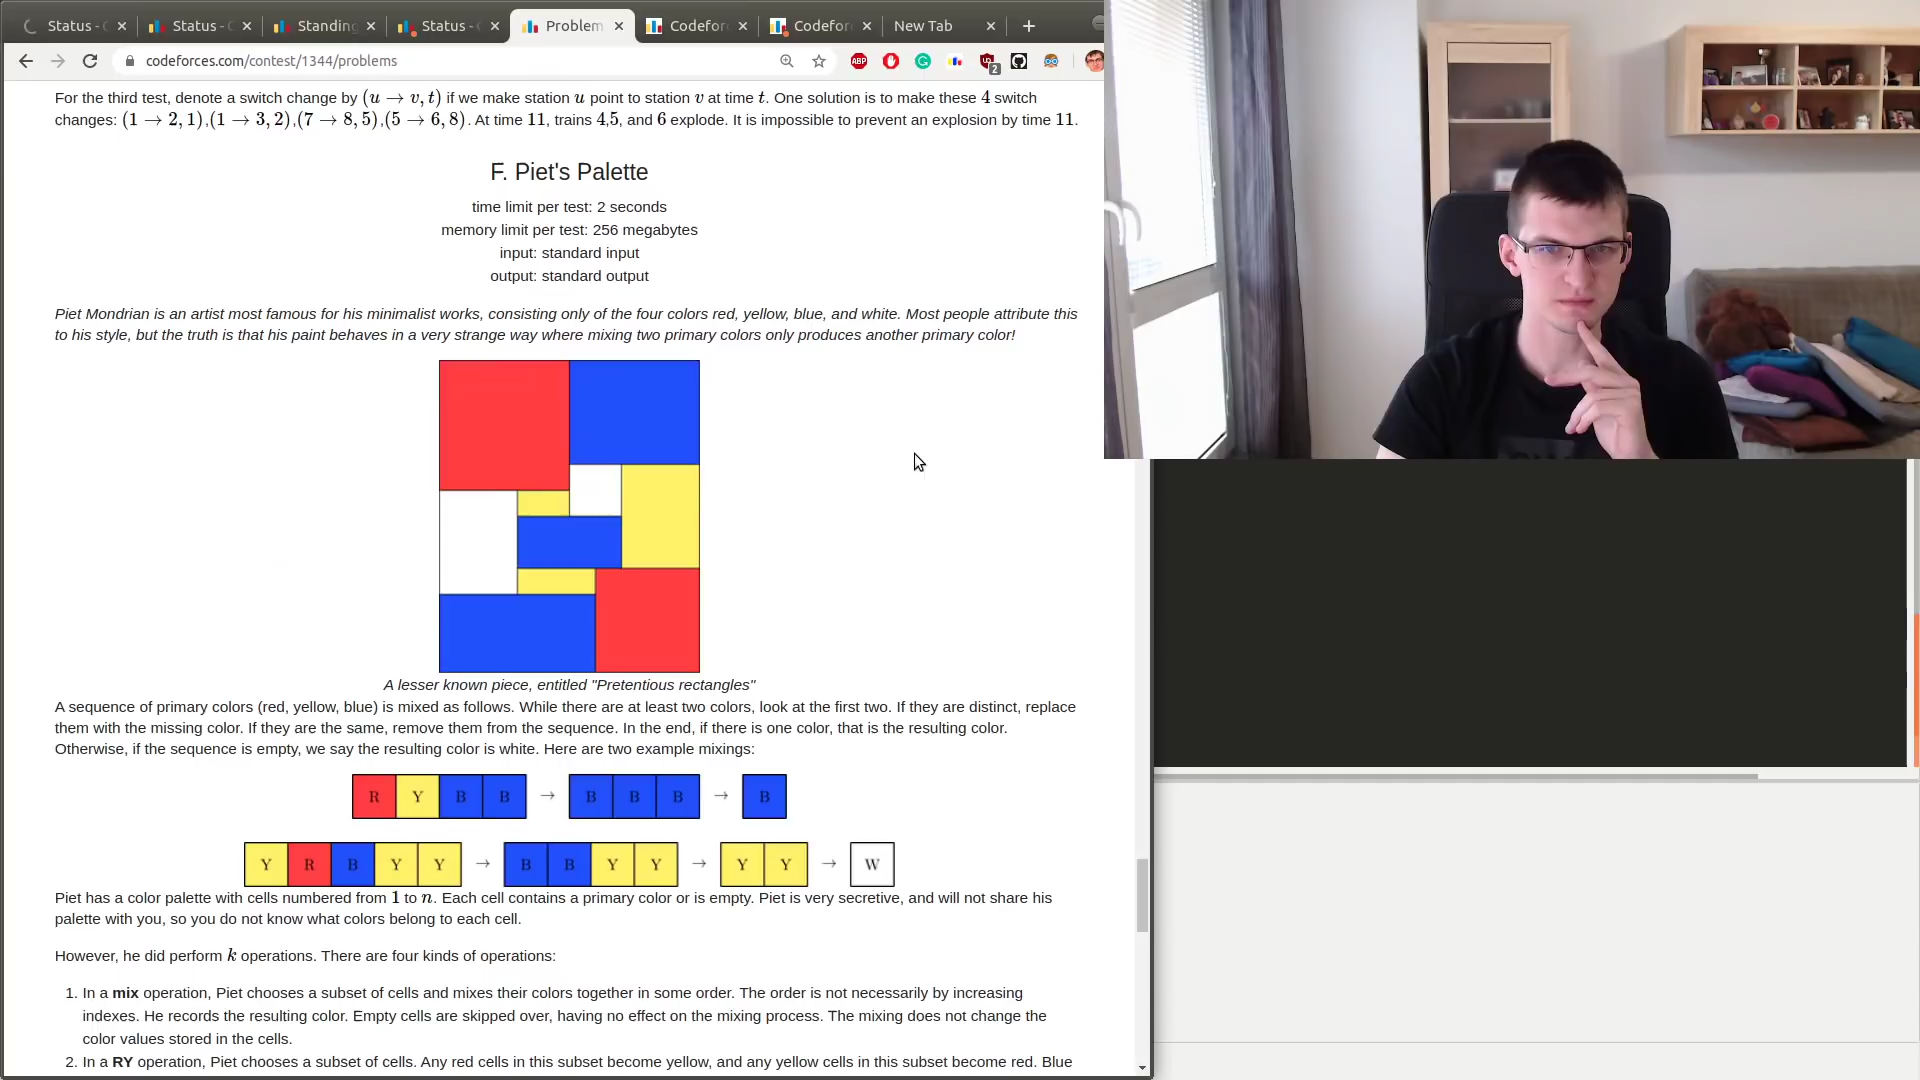 Status - C
Status - C
Standing
Status - C
Problem
Codefor
Codefor
New Tab
codeforces.com/contest/1344/problems
ABP
2
For the third test, denote a switch change by (u → v, t) if we make station u point to station v at time t. One solution is to make these 4 switch
changes: (1 → 2, 1),(1 → 3, 2),(7 → 8, 5),(5 → 6, 8). At time 11, trains 4,5, and 6 explode. It is impossible to prevent an explosion by time 11.
F. Piet's Palette
time limit per test: 2 seconds
memory limit per test: 256 megabytes
input: standard input
output: standard output
Piet Mondrian is an artist most famous for his minimalist works, consisting only of the four colors red, yellow, blue, and white. Most people attribute this
to his style, but the truth is that his paint behaves in a very strange way where mixing two primary colors only produces another primary color!
A lesser known piece, entitled "Pretentious rectangles"
A sequence of primary colors (red, yellow, blue) is mixed as follows. While there are at least two colors, look at the first two. If they are distinct, replace
them with the missing color. If they are the same, remove them from the sequence. In the end, if there is one color, that is the resulting color.
Otherwise, if the sequence is empty, we say the resulting color is white. Here are two example mixings:
R Y B B → B B B → B
Y R B Y Y → B B Y Y → Y Y → W
Piet has a color palette with cells numbered from 1 to n. Each cell contains a primary color or is empty. Piet is very secretive, and will not share his
palette with you, so you do not know what colors belong to each cell.
However, he did perform k operations. There are four kinds of operations:
1. In a mix operation, Piet chooses a subset of cells and mixes their colors together in some order. The order is not necessarily by increasing
indexes. He records the resulting color. Empty cells are skipped over, having no effect on the mixing process. The mixing does not change the
color values stored in the cells.
2. In a RY operation, Piet chooses a subset of cells. Any red cells in this subset become yellow, and any yellow cells in this subset become red. Blue